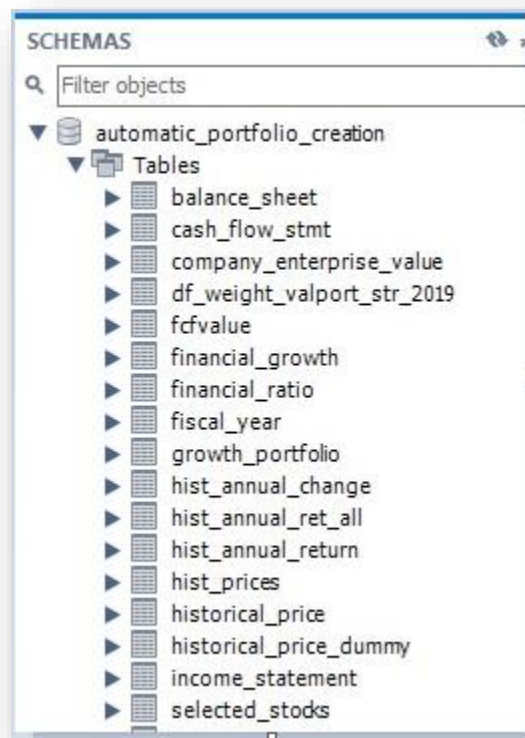 SCHEMAS
Filter objects
automatic_portfolio_creation
Tables
balance_sheet
cash_flow_stmt
company_enterprise_value
df_weight_valport_str_2019
fcfvalue
financial_growth
financial_ratio
fiscal_year
growth_portfolio
hist_annual_change
hist_annual_ret_all
hist_annual_return
hist_prices
historical_price
historical_price_dummy
income_statement
selected_stocks